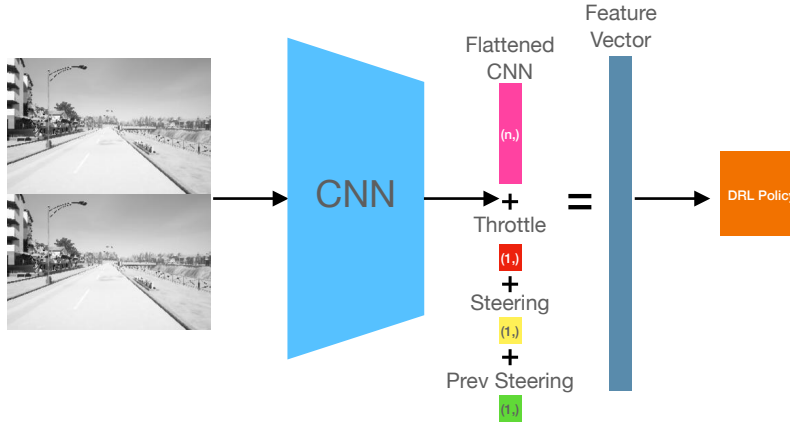 Feature
Vector
Flattened
CNN
(n,)
CNN
+
=
DRL Policy
Throttle
(1,)
+
Steering
(1,)
+
Prev Steering
(1,)